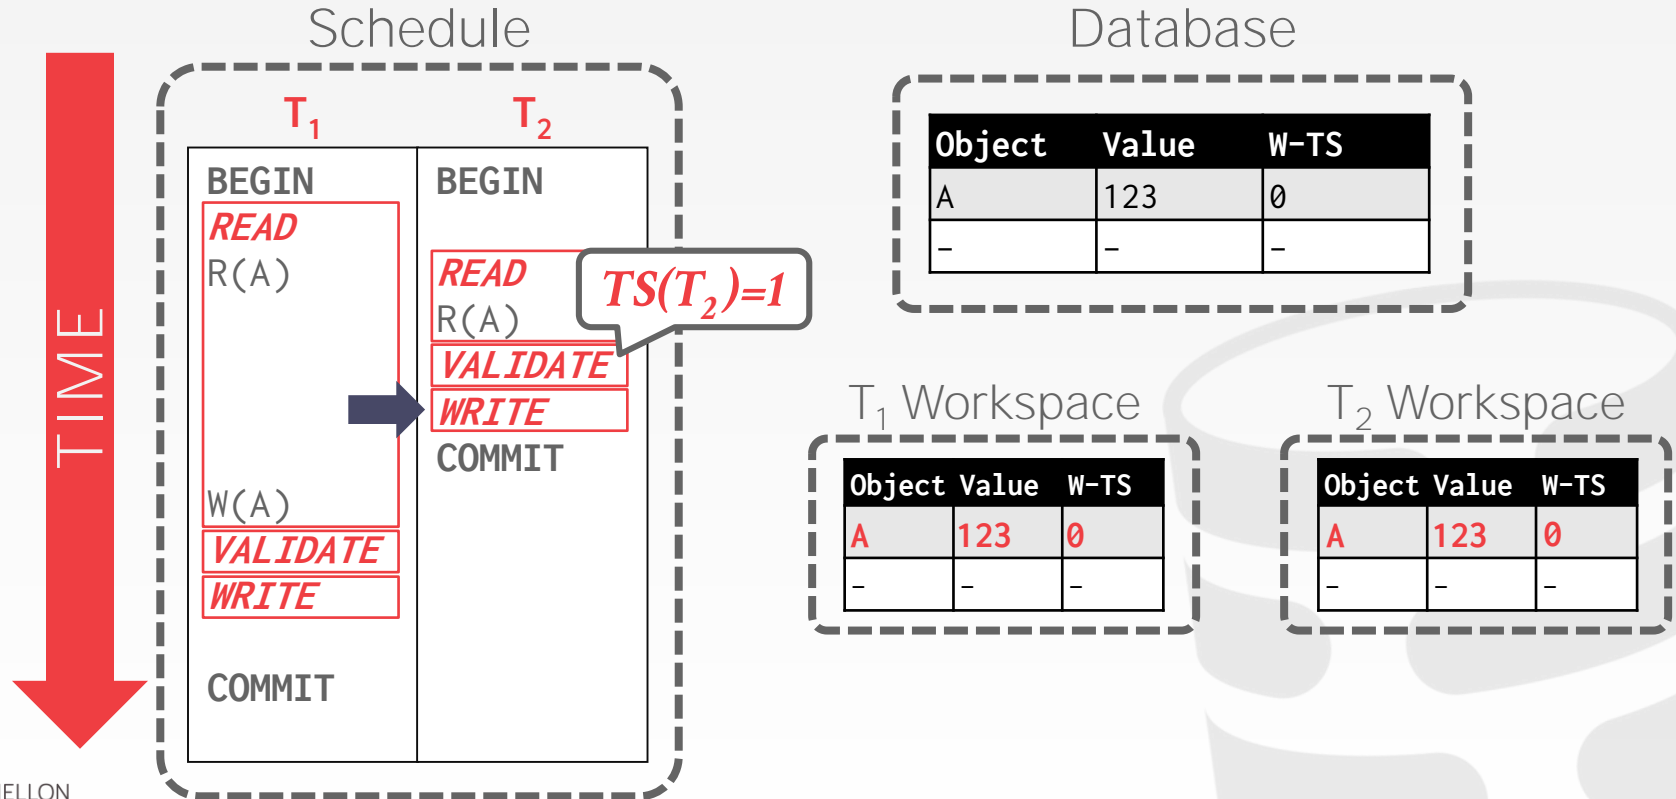 Schedule
TIME
T1 T2
BEGIN BEGIN
READ
R(A) READ
R(A)
TS(T2)=1
VALIDATE
WRITE
COMMIT
W(A)
VALIDATE
WRITE
COMMIT
Database
Object Value W-TS
A 123 0
- - -
T1 Workspace
Object Value W-TS
A 123 0
- - -
T2 Workspace
Object Value W-TS
A 123 0
- - -